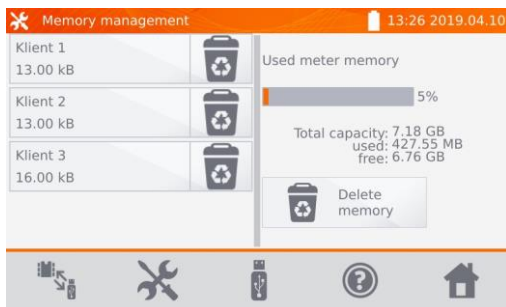 Memory management
13:26 2019.04.10
Klient 1
13.00 kB
Klient 2
13.00 kB
Klient 3
16.00 kB
Used meter memory
5%
Total capacity: 7.18 GB
used: 427.55 MB
free: 6.76 GB
Delete
memory
?